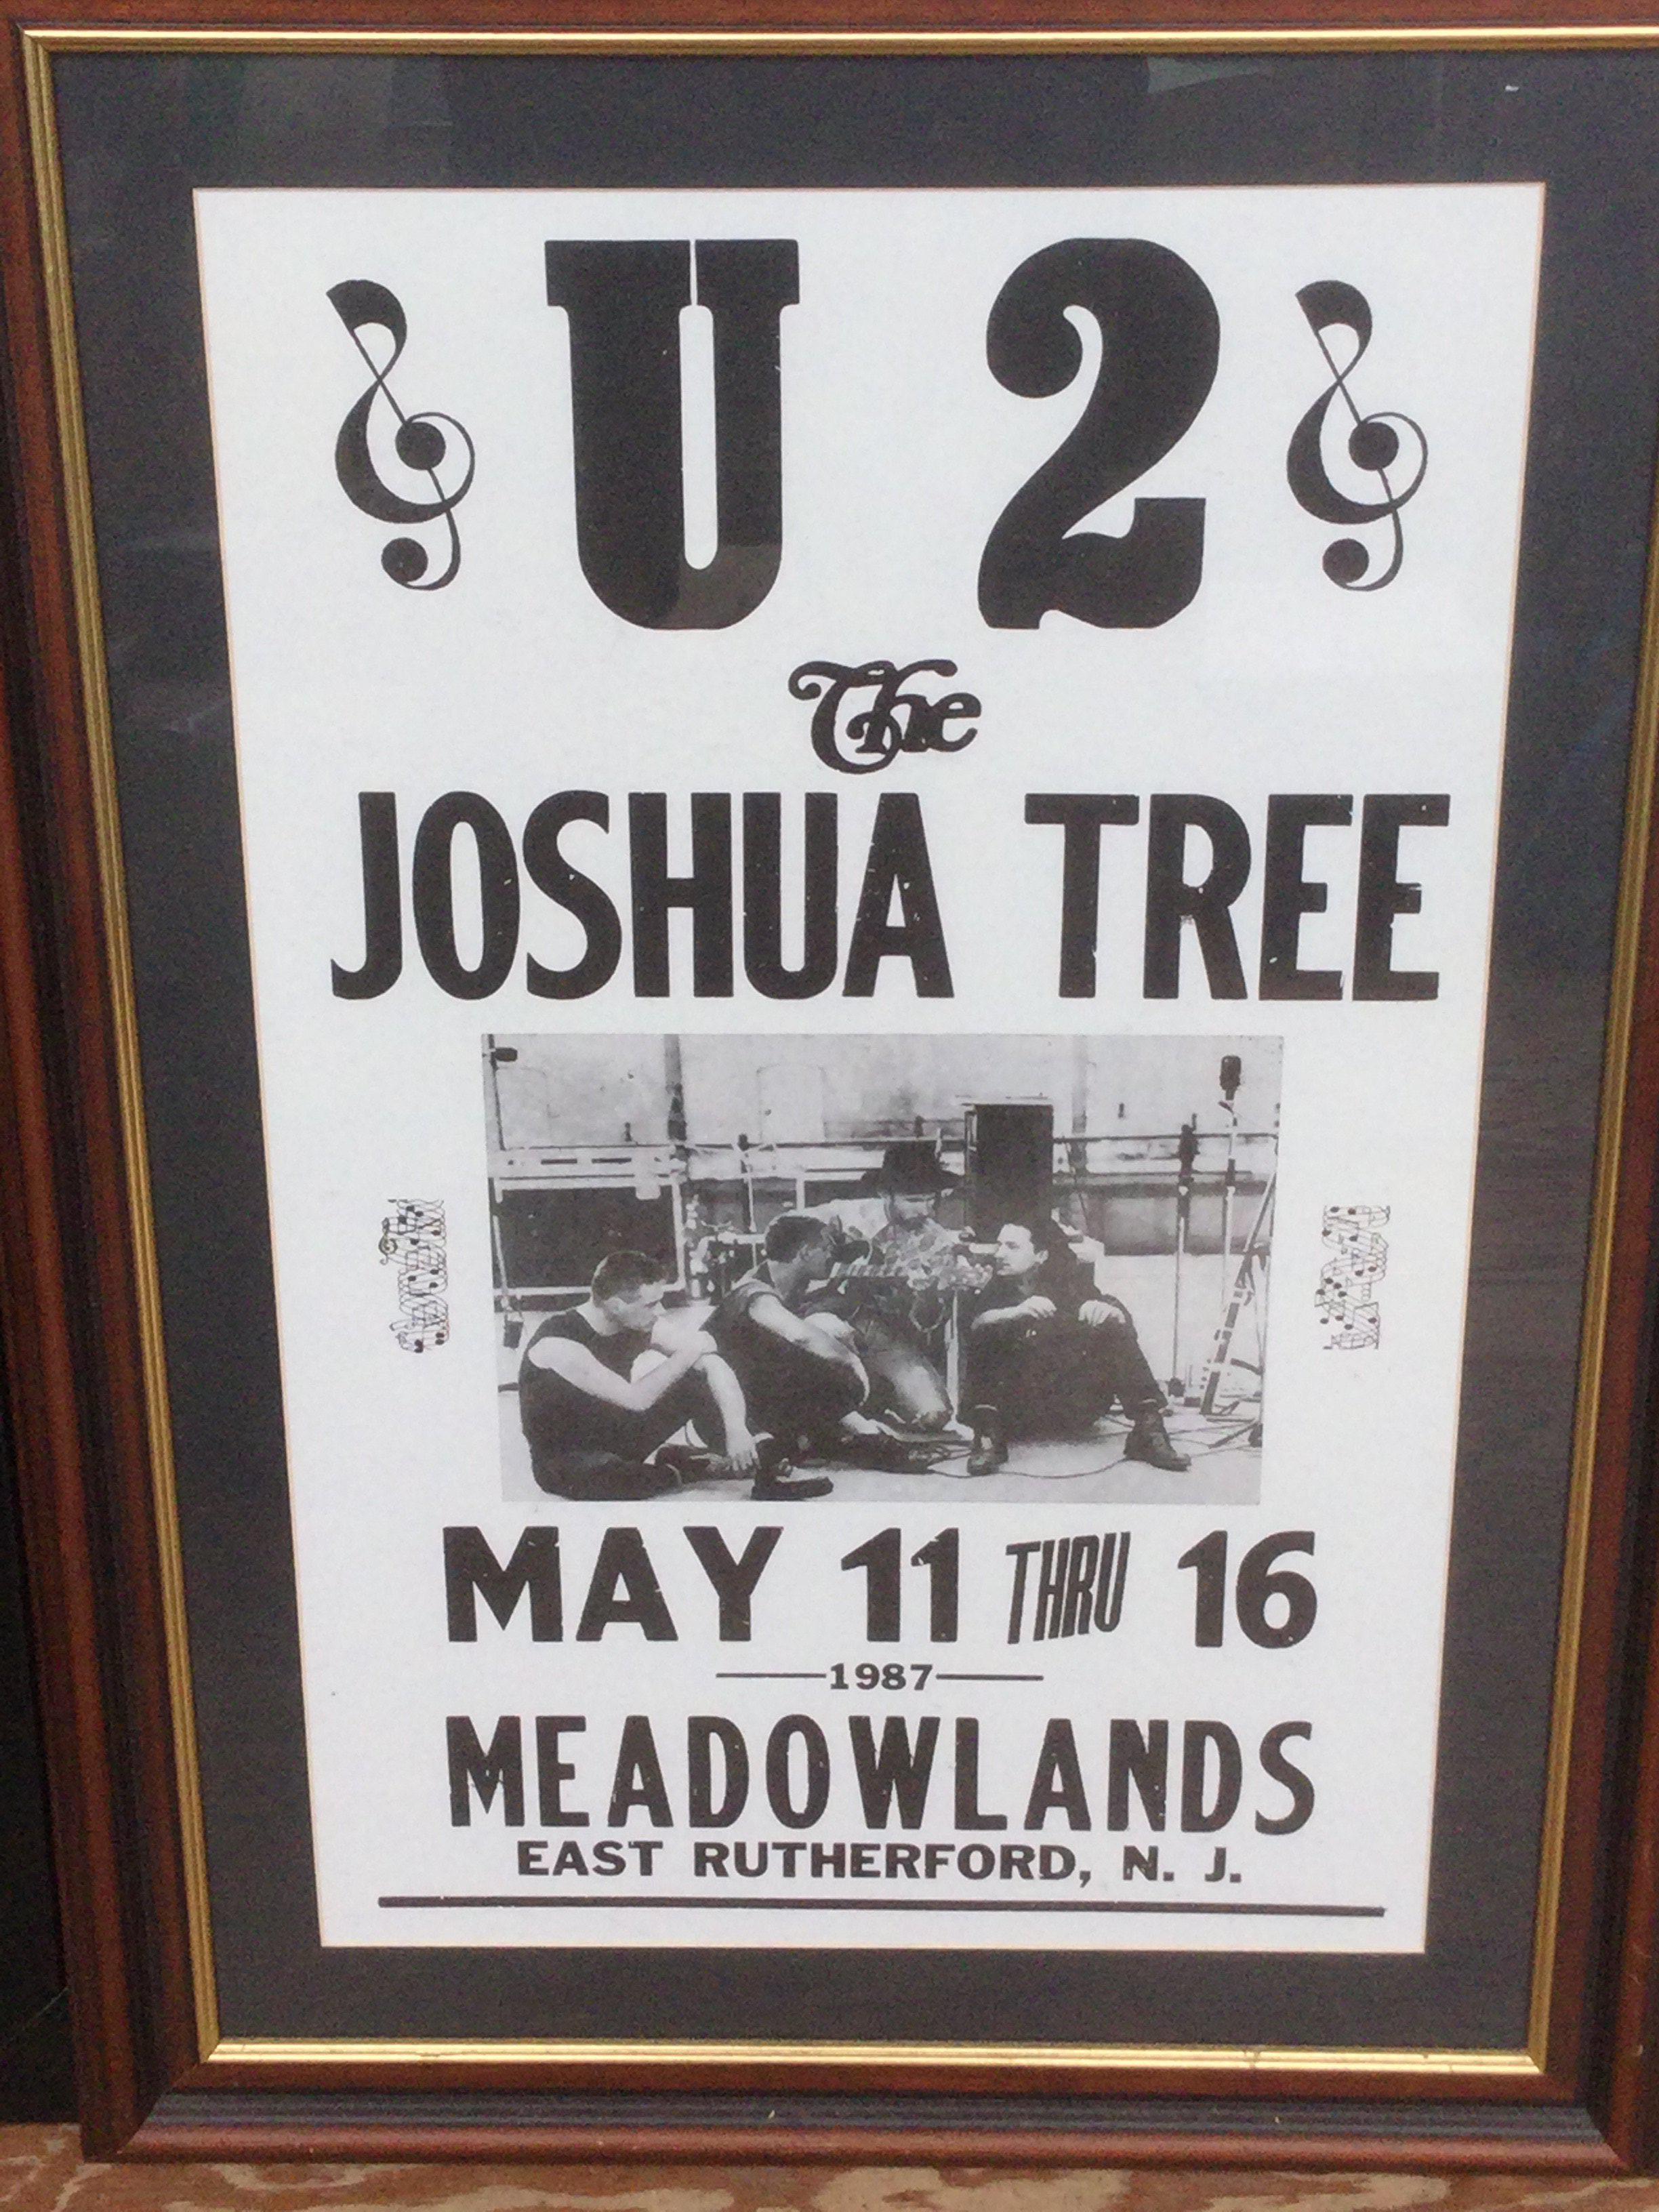 U 2
The
JOSHUA TREE
MAY 11 THRU 16
1987
MEADOWLANDS
EAST RUTHERFORD, N. J.